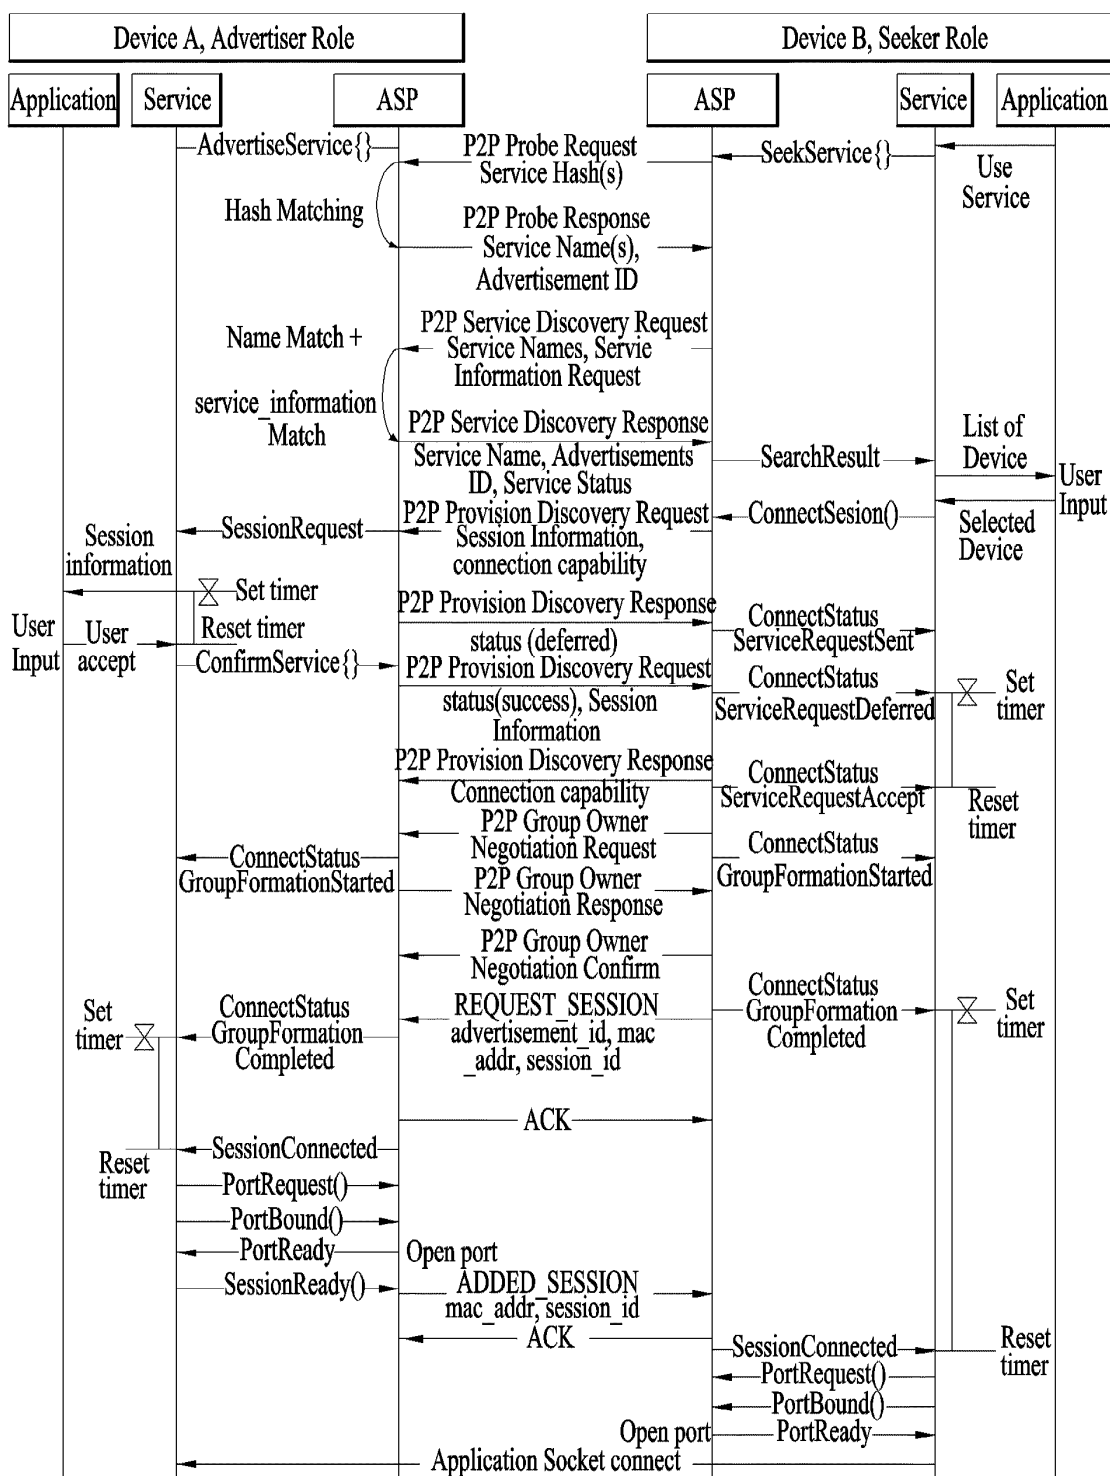 Device A, Advertiser Role
Device B, Seeker Role
Application
Service
ASP
ASP
Service
Application
AdvertiseService{}
P2P Probe Request
Service Hash(s)
SeekService{}
Use
Service
Hash Matching
P2P Probe Response
Service Name(s),
Advertisement ID
Name Match +
P2P Service Discovery Request
Service Names, Servie
Information Request
service_information
Match
P2P Service Discovery Response
Service Name, Advertisements
ID, Service Status
SearchResult
List of
Device
User
Input
SessionRequest
P2P Provision Discovery Request
Session Information,
connection capability
ConnectSesion()
Selected
Device
Session
information
Set timer
P2P Provision Discovery Response
status (deferred)
ConnectStatus
ServiceRequestSent
User
Input
User
accept
Reset timer
ConfirmService{}
P2P Provision Discovery Request
status(success), Session
Information
ConnectStatus
ServiceRequestDeferred
Set
timer
P2P Provision Discovery Response
Connection capability
ConnectStatus
ServiceRequestAccept
Reset
timer
P2P Group Owner
Negotiation Request
ConnectStatus
GroupFormationStarted
ConnectStatus
GroupFormationStarted
P2P Group Owner
Negotiation Response
P2P Group Owner
Negotiation Confirm
Set
timer
ConnectStatus
GroupFormation
Completed
REQUEST_SESSION
advertisement_id, mac
_addr, session_id
ConnectStatus
GroupFormation
Completed
Set
timer
ACK
Reset
timer
SessionConnected
PortRequest()
PortBound()
PortReady
Open port
SessionReady()
ADDED_SESSION
mac_addr, session_id
ACK
SessionConnected
Reset
timer
PortRequest()
PortBound()
Open port
PortReady
Application Socket connect